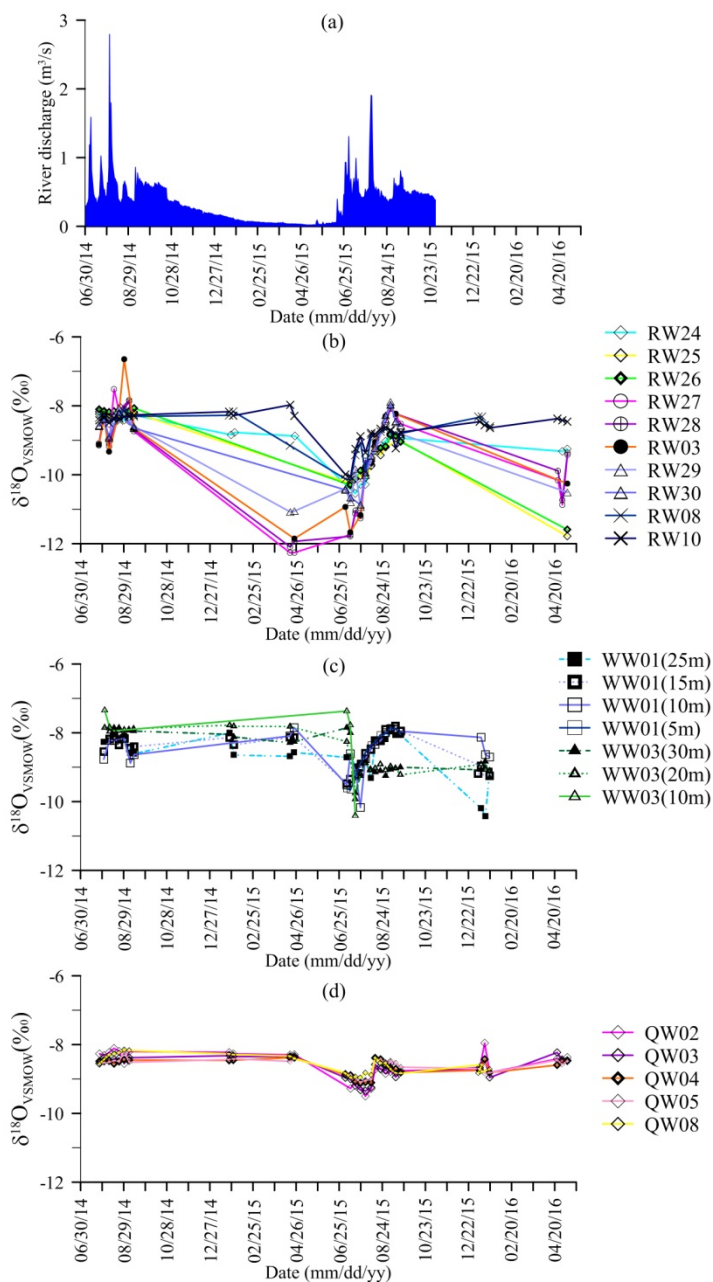 (a)
River discharge (m³/s)
3
2
1
0
06/30/14
08/29/14
10/28/14
12/27/14
02/25/15
04/26/15
06/25/15
08/24/15
10/23/15
12/22/15
02/20/16
04/20/16
Date (mm/dd/yy)
(b)
δ¹⁸O_VSMOW(‰)
-6
-8
-10
-12
06/30/14
08/29/14
10/28/14
12/27/14
02/25/15
04/26/15
06/25/15
08/24/15
10/23/15
12/22/15
02/20/16
04/20/16
Date (mm/dd/yy)
RW24
RW25
RW26
RW27
RW28
RW03
RW29
RW30
RW08
RW10
(c)
δ¹⁸O_VSMOW(‰)
-6
-8
-10
-12
06/30/14
08/29/14
10/28/14
12/27/14
02/25/15
04/26/15
06/25/15
08/24/15
10/23/15
12/22/15
02/20/16
04/20/16
Date (mm/dd/yy)
WW01(25m)
WW01(15m)
WW01(10m)
WW01(5m)
WW03(30m)
WW03(20m)
WW03(10m)
(d)
δ¹⁸O_VSMOW(‰)
-6
-8
-10
-12
06/30/14
08/29/14
10/28/14
12/27/14
02/25/15
04/26/15
06/25/15
08/24/15
10/23/15
12/22/15
02/20/16
04/20/16
Date (mm/dd/yy)
QW02
QW03
QW04
QW05
QW08